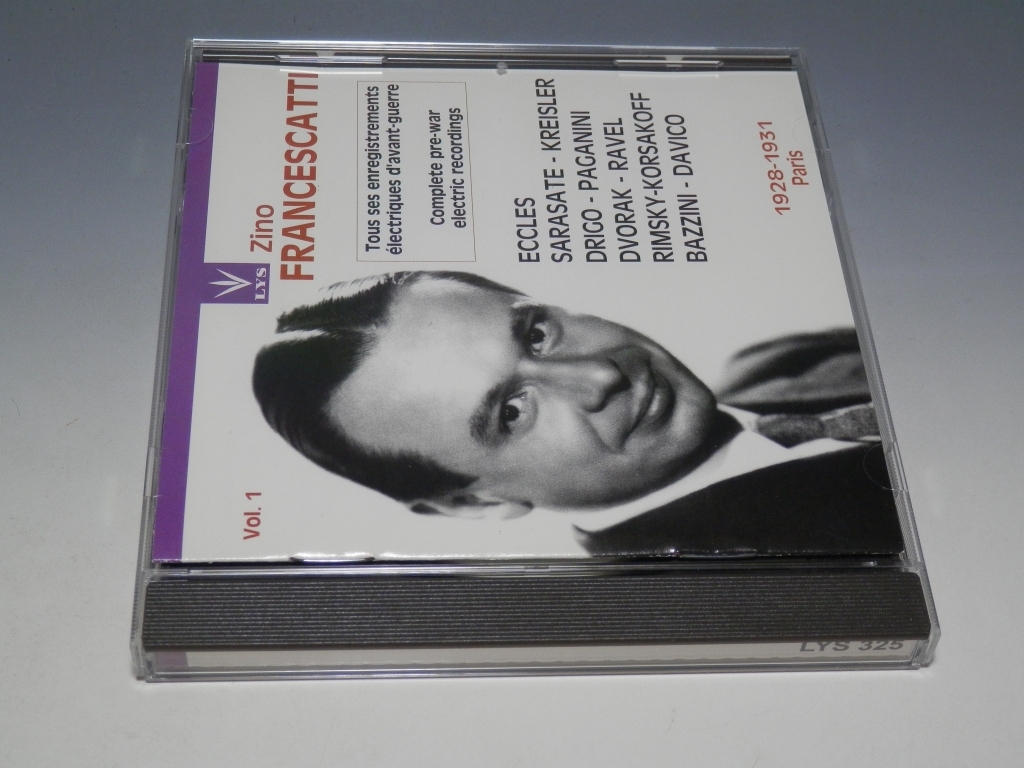 LYS
Zino
FRANCESCATTI
Tous ses enregistrements
électriques d'avant-guerre
Complete pre-war
electric recordings
ECCLES
SARASATE - KREISLER
DRIGO - PAGANINI
DVORAK - RAVEL
RIMSKY-KORSAKOFF
BAZZINI - DAVICO
1928-1931
Paris
Vol. 1
LYS 325